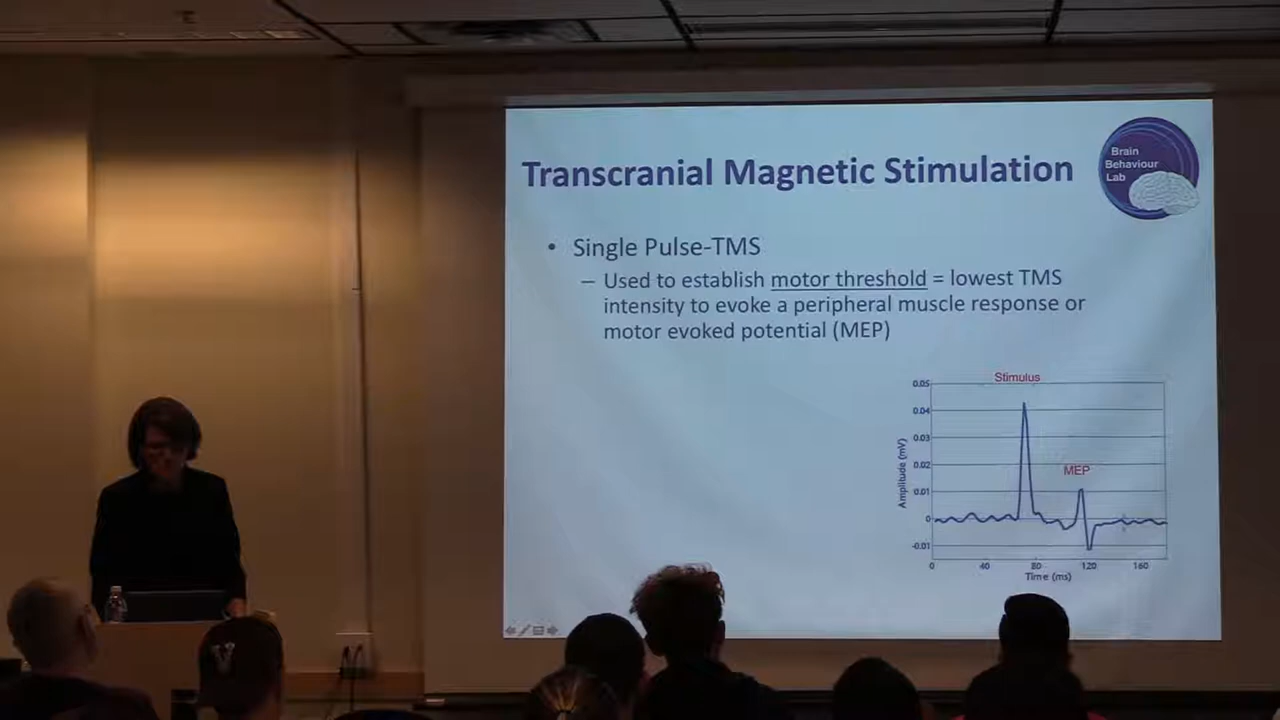 Transcranial Magnetic Stimulation
Brain
Behaviour
Lab
• Single Pulse-TMS
– Used to establish motor threshold = lowest TMS
intensity to evoke a peripheral muscle response or
motor evoked potential (MEP)
Stimulus
MEP
Amplitude (mV)
0.05
0.04
0.03
0.02
0.01
0
-0.01
0 40 80 120 160
Time (ms)
V